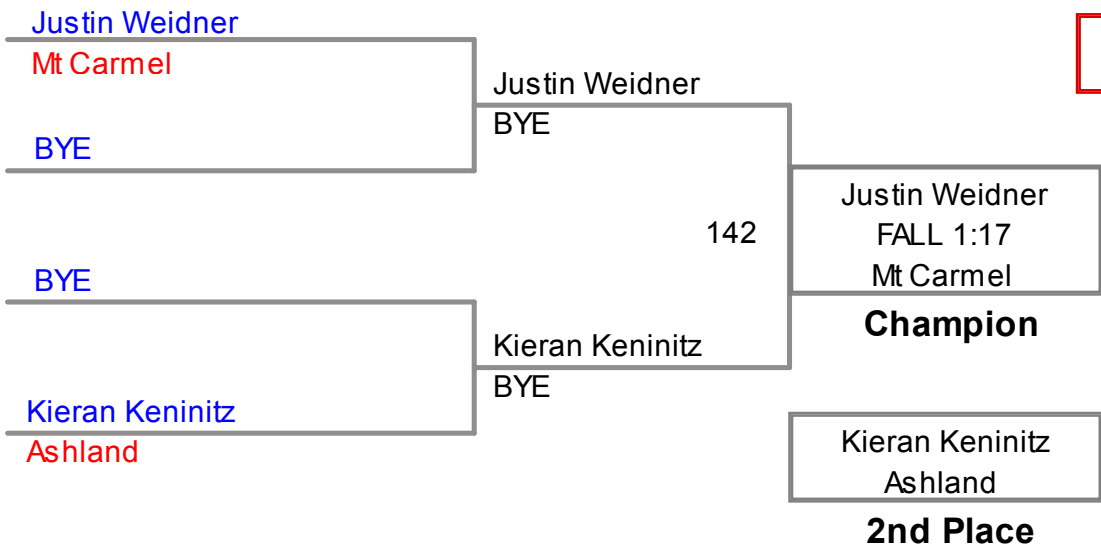 Justin Weidner
Mt Carmel
BYE
Justin Weidner
BYE
BYE
Kieran Keninitz
Ashland
Kieran Keninitz
BYE
142
Justin Weidner
FALL 1:17
Mt Carmel
Champion
Kieran Keninitz
Ashland
2nd Place